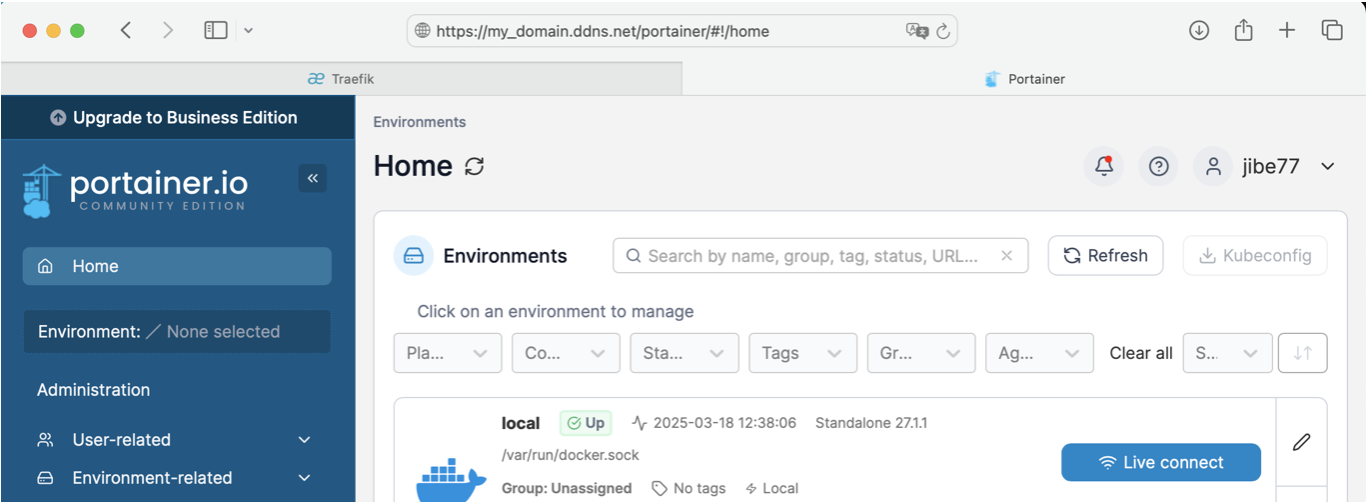 https://my_domain.ddns.net/portainer/#!/home
Traefik
Portainer
Upgrade to Business Edition
portainer.io
COMMUNITY EDITION
Home
Environment: / None selected
Administration
User-related
Environment-related
Environments
Home
jibe77
Environments
Search by name, group, tag, status, URL...
Refresh
Kubeconfig
Click on an environment to manage
Pla...
Co...
Sta...
Tags
Gr...
Ag...
Clear all
S...
local
Up
2025-03-18 12:38:06
Standalone 27.1.1
/var/run/docker.sock
Group: Unassigned
No tags
Local
Live connect